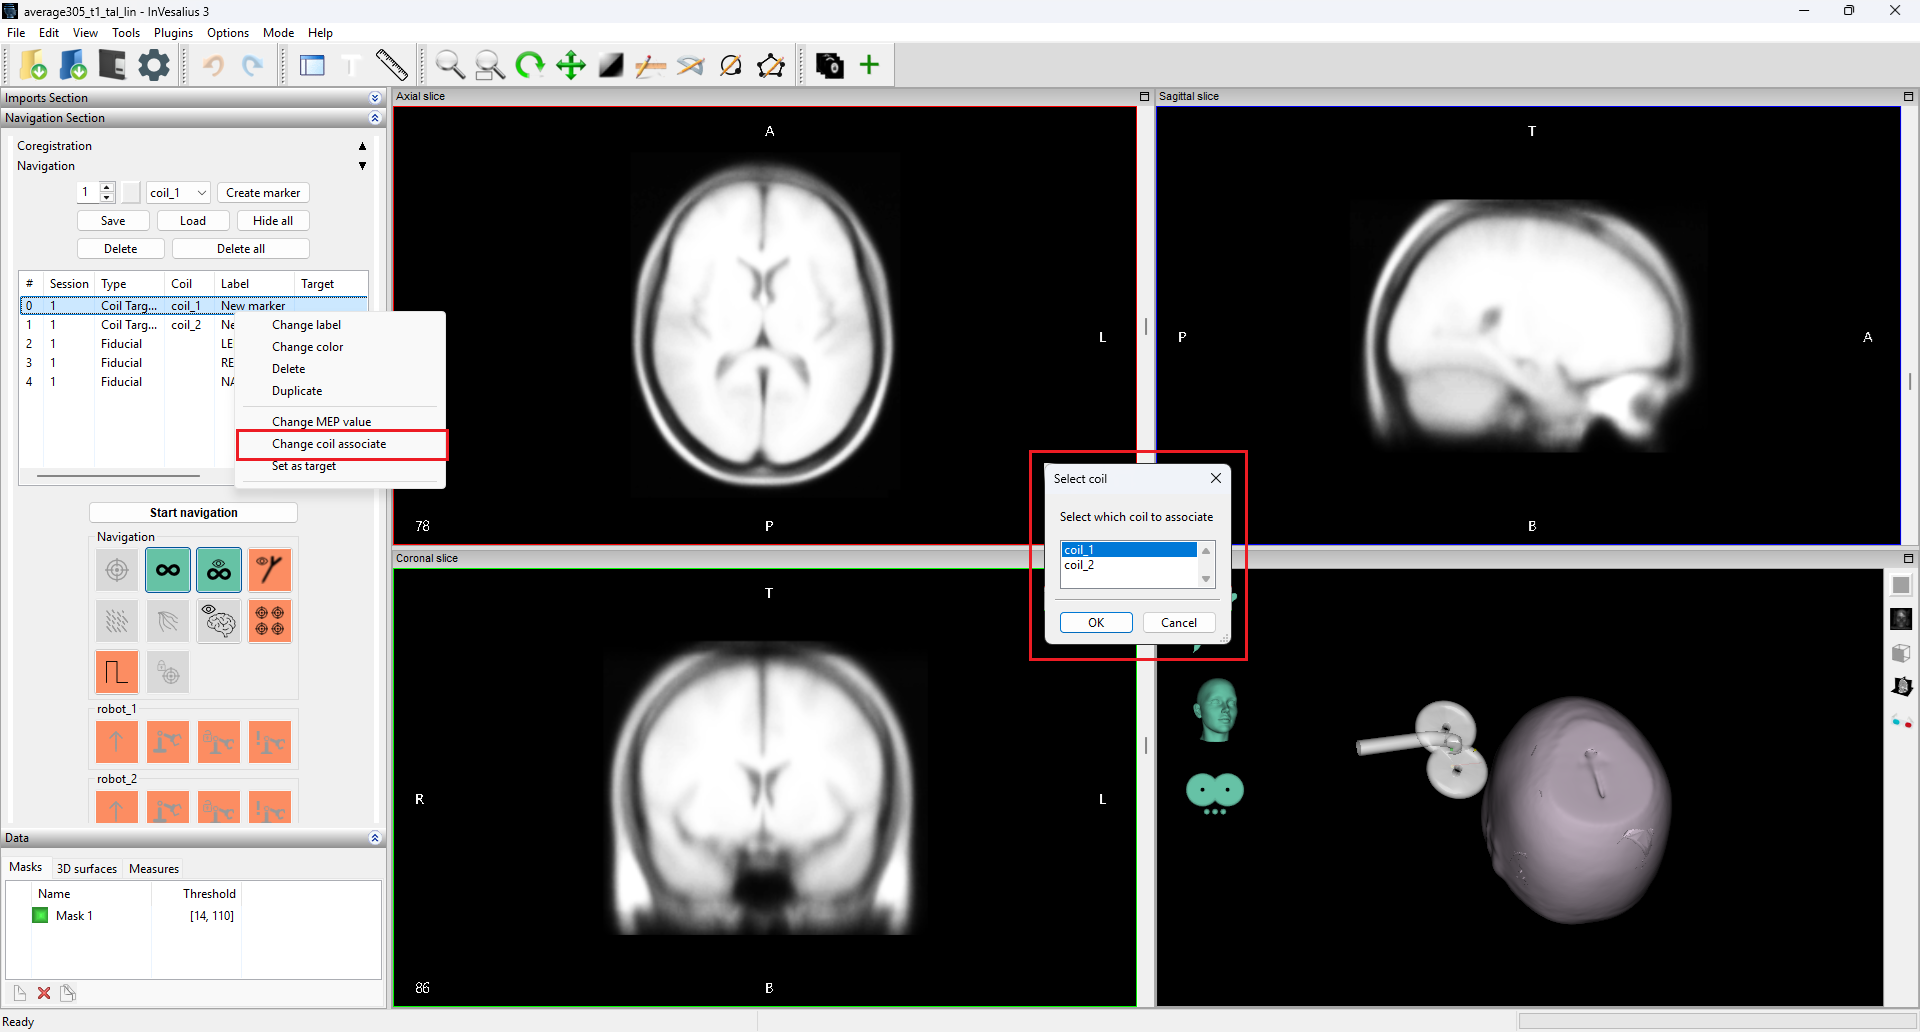 average305_t1_tal_lin - InVesalius 3
File Edit View Tools Plugins Options Mode Help
Imports Section
Navigation Section
Coregistration
Navigation
1 coil_1 Create marker
Save Load Hide all
Delete Delete all
# Session Type Coil Label Target
0 1 Coil Targ... coil_1 New marker
1 1 Coil Targ... coil_2 Ne
2 1 Fiducial LE
3 1 Fiducial RE
4 1 Fiducial NA
Change label
Change color
Delete
Duplicate
Change MEP value
Change coil associate
Set as target
Start navigation
Navigation
robot_1
robot_2
Data
Masks 3D surfaces Measures
Name Threshold
Mask 1 [14, 110]
Ready
Axial slice
A
L
78
P
Sagittal slice
T
P
A
B
Coronal slice
T
R
L
86
B
Select coil
Select which coil to associate
coil_1
coil_2
OK Cancel